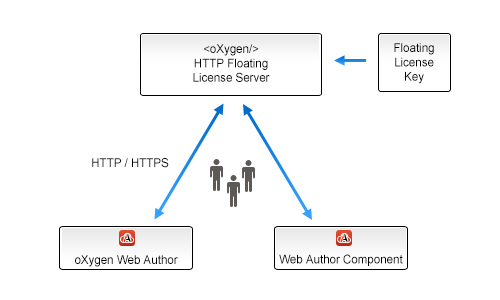 <oXygen/>
HTTP Floating
License Server
Floating
License
Key
HTTP / HTTPS
oXygen Web Author
Web Author Component